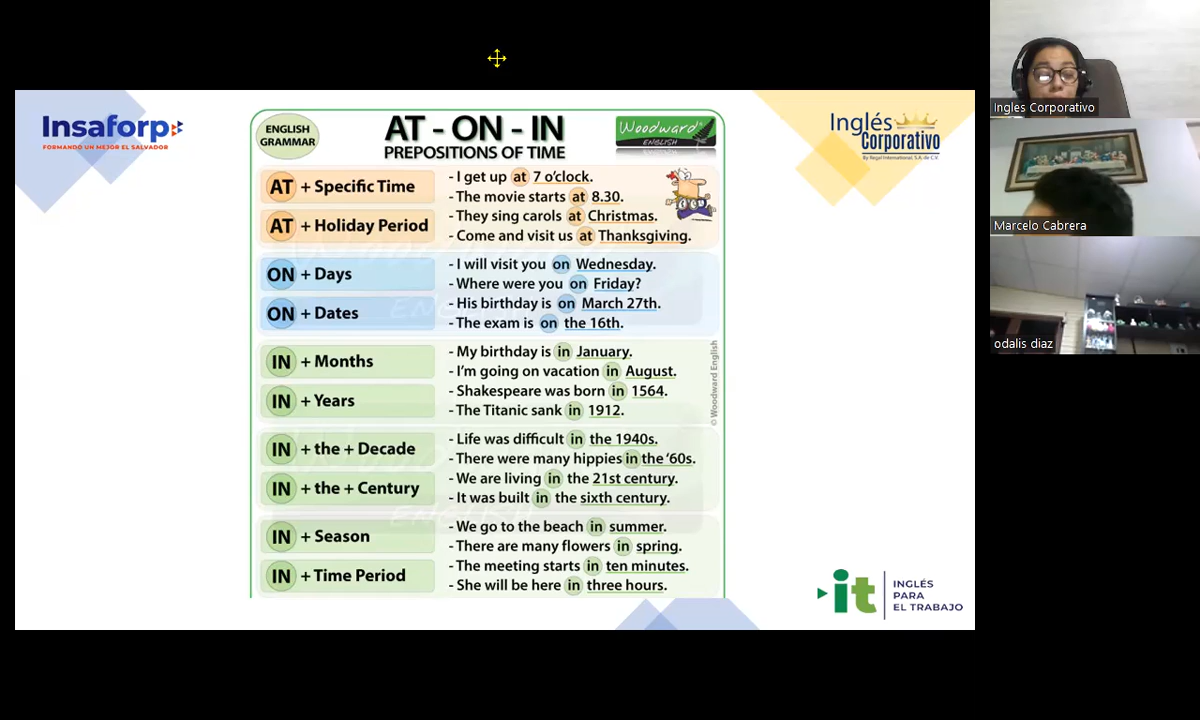 Insaforp
FORMANDO UN MEJOR EL SALVADOR
ENGLISH
GRAMMAR
AT - ON - IN
PREPOSITIONS OF TIME
Woodward
ENGLISH
Inglés
Corporativo
By Regal International, S.A. de C.V.
AT + Specific Time
- I get up at 7 o'clock.
- The movie starts at 8.30.
AT + Holiday Period
- They sing carols at Christmas.
- Come and visit us at Thanksgiving.
ON + Days
- I will visit you on Wednesday.
- Where were you on Friday?
ON + Dates
- His birthday is on March 27th.
- The exam is on the 16th.
IN + Months
- My birthday is in January.
- I'm going on vacation in August.
IN + Years
- Shakespeare was born in 1564.
- The Titanic sank in 1912.
© Woodward English
IN + the + Decade
- Life was difficult in the 1940s.
- There were many hippies in the '60s.
IN + the + Century
- We are living in the 21st century.
- It was built in the sixth century.
IN + Season
- We go to the beach in summer.
- There are many flowers in spring.
IN + Time Period
- The meeting starts in ten minutes.
- She will be here in three hours.
it
INGLÉS
PARA
EL TRABAJO
Ingles Corporativo
Marcelo Cabrera
odalis diaz